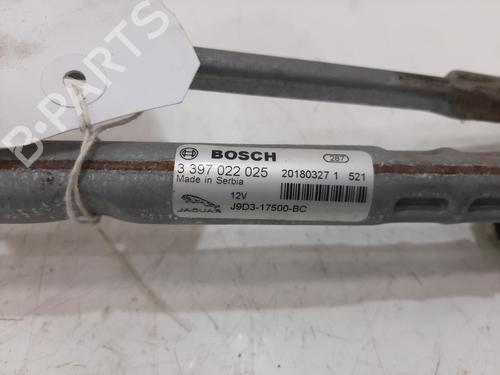 B-PARTS
BOSCH 287
3 397 022 025 20180327 1 521
Made in Serbia
12V
JAGUAR J9D3-17500-BC